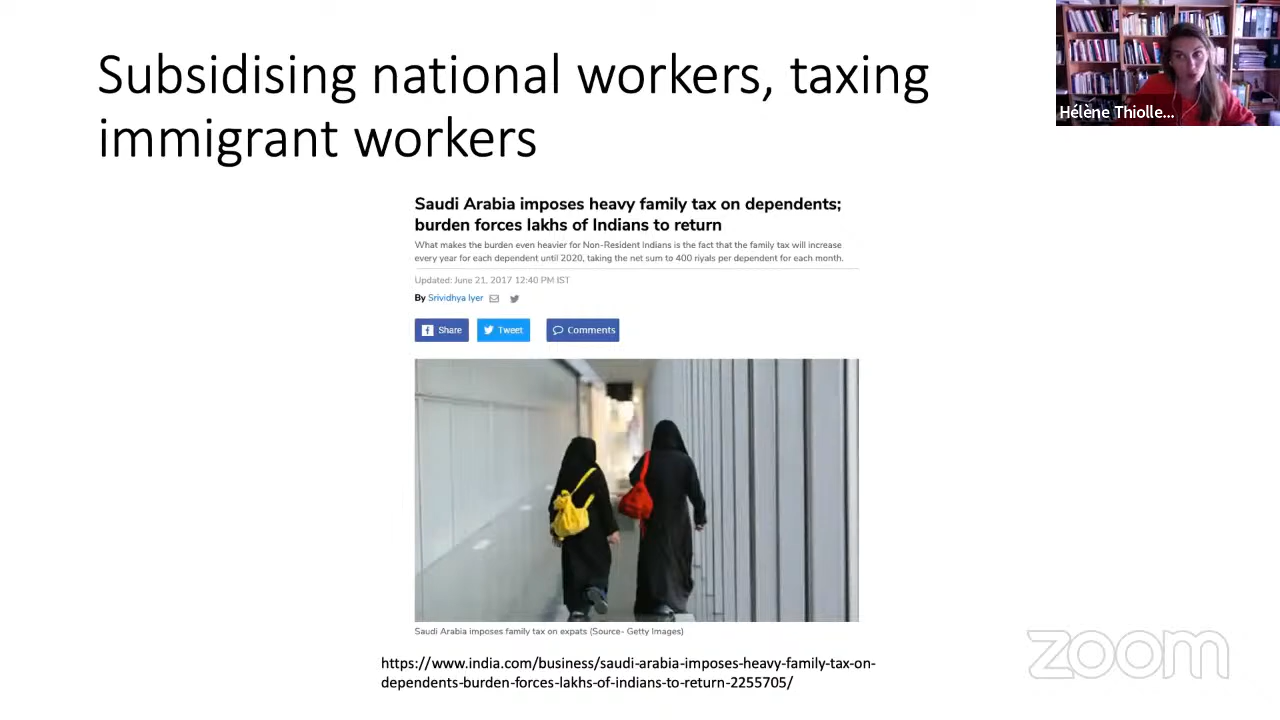 Subsidising national workers, taxing
immigrant workers
Hélène Thiolle...
Saudi Arabia imposes heavy family tax on dependents;
burden forces lakhs of Indians to return
What makes the burden even heavier for Non-Resident Indians is the fact that the family tax will increase
every year for each dependent until 2020, taking the net sum to 400 riyals per dependent for each month.
Updated: June 21, 2017 12:40 PM IST
By Srividhya Iyer
Share Tweet Comments
Saudi Arabia imposes family tax on expats (Source- Getty Images)
https://www.india.com/business/saudi-arabia-imposes-heavy-family-tax-on-
dependents-burden-forces-lakhs-of-indians-to-return-2255705/
zoom